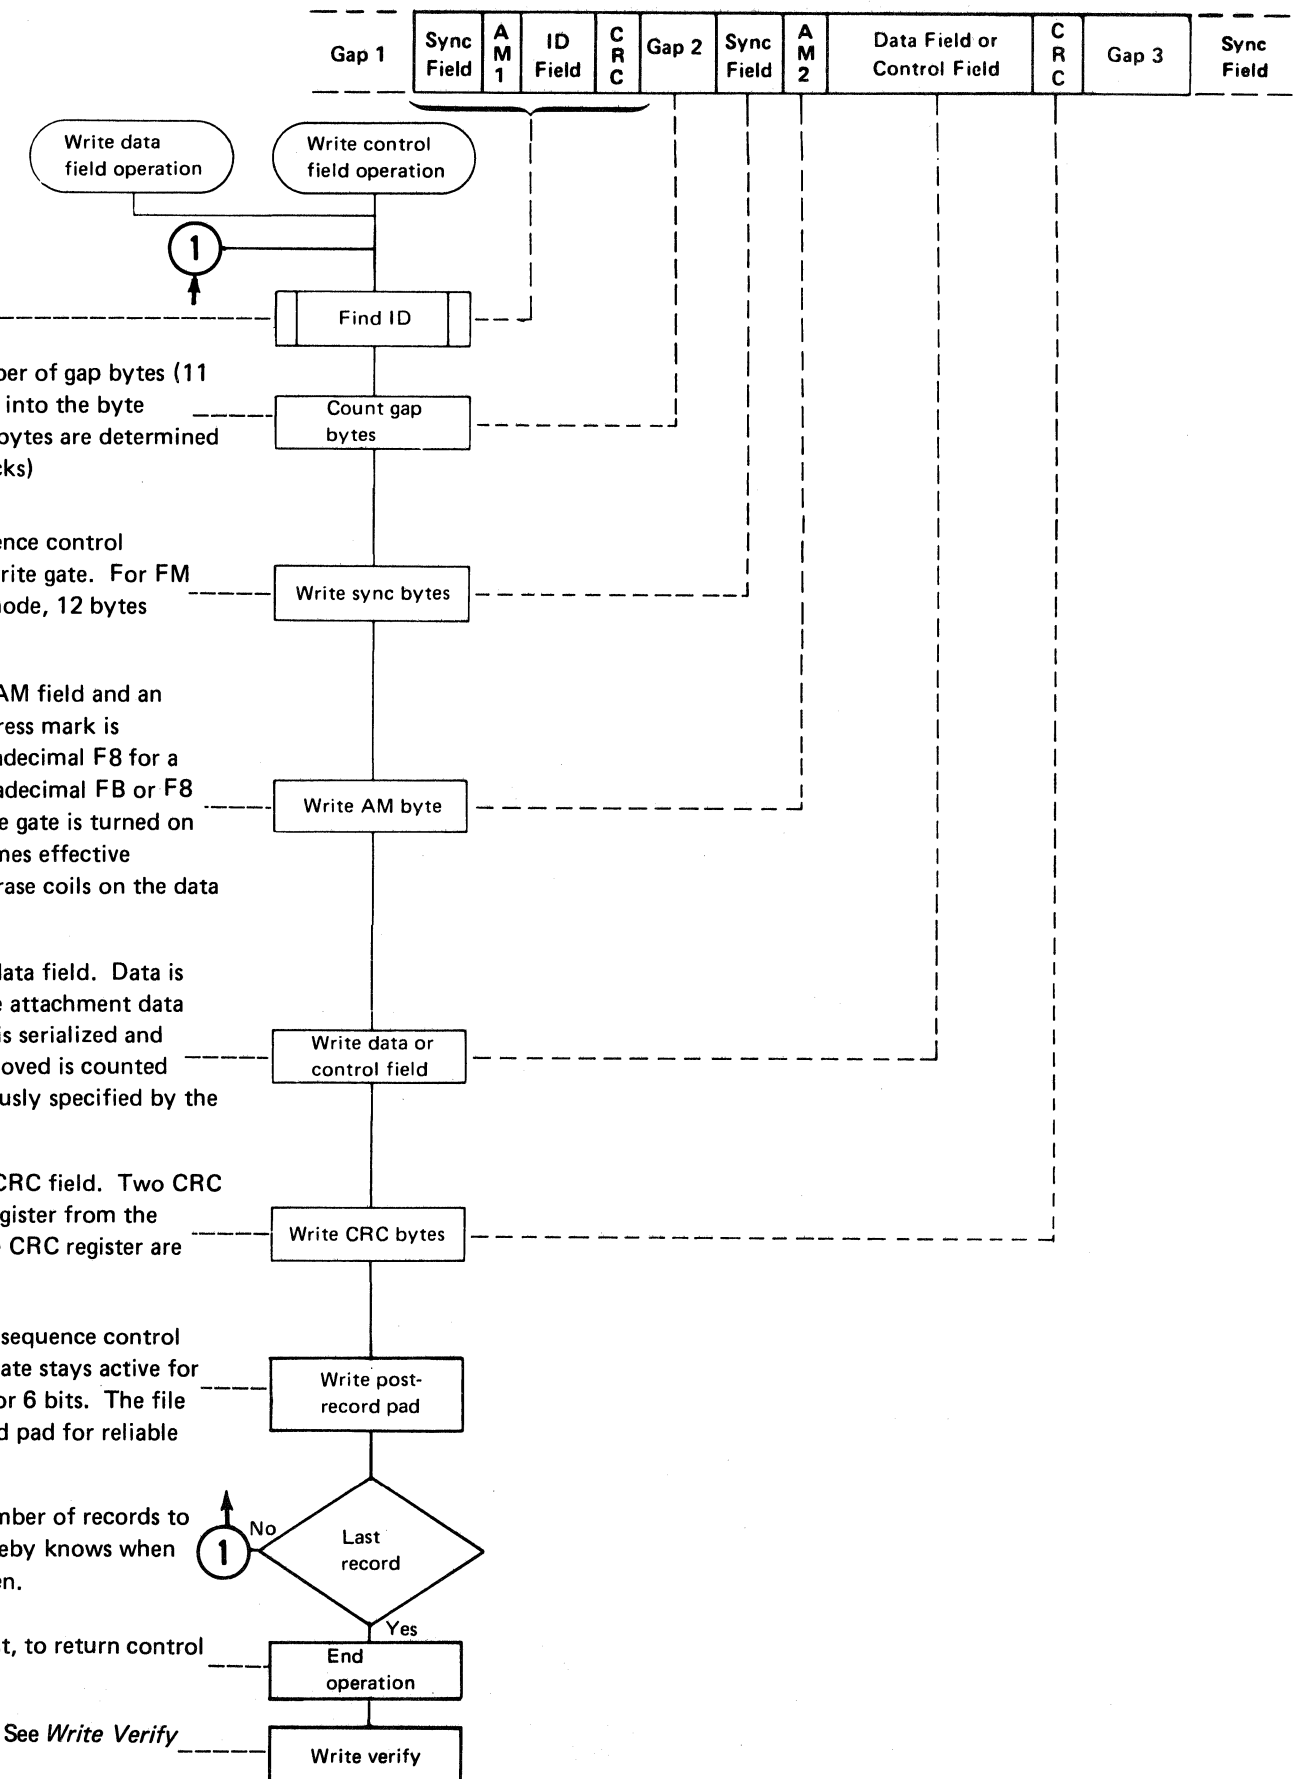 Gap 1
Sync
Field
A
M
1
ID
Field
C
R
C
Gap 2
Sync
Field
A
M
2
Data Field or
Control Field
C
R
C
Gap 3
Sync
Field
Write data
field operation
Write control
field operation
1
Find ID
ber of gap bytes (11
into the byte
bytes are determined
cks)
Count gap
bytes
ence control
rite gate. For FM
node, 12 bytes
Write sync bytes
AM field and an
ress mark is
adecimal F8 for a
adecimal FB or F8
e gate is turned on
mes effective
rase coils on the data
Write AM byte
data field. Data is
e attachment data
is serialized and
oved is counted
usly specified by the
Write data or
control field
CRC field. Two CRC
gister from the
CRC register are
Write CRC bytes
sequence control
ate stays active for
or 6 bits. The file
d pad for reliable
Write post-
record pad
mber of records to
eby knows when
en.
1
No
Last
record
Yes
t, to return control
End
operation
See Write Verify
Write verify